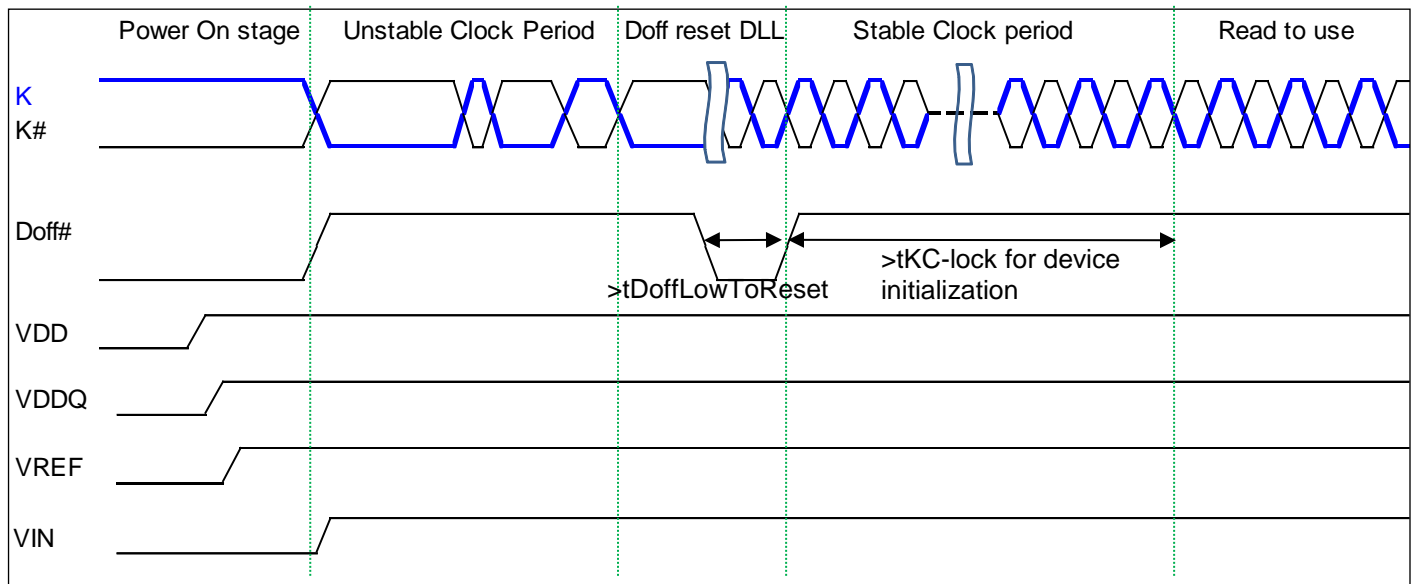 Power On stage
Unstable Clock Period
Doff reset DLL
Stable Clock period
Read to use
K
K#
Doff#
>tDoffLowToReset
>tKC-lock for device
initialization
VDD
VDDQ
VREF
VIN